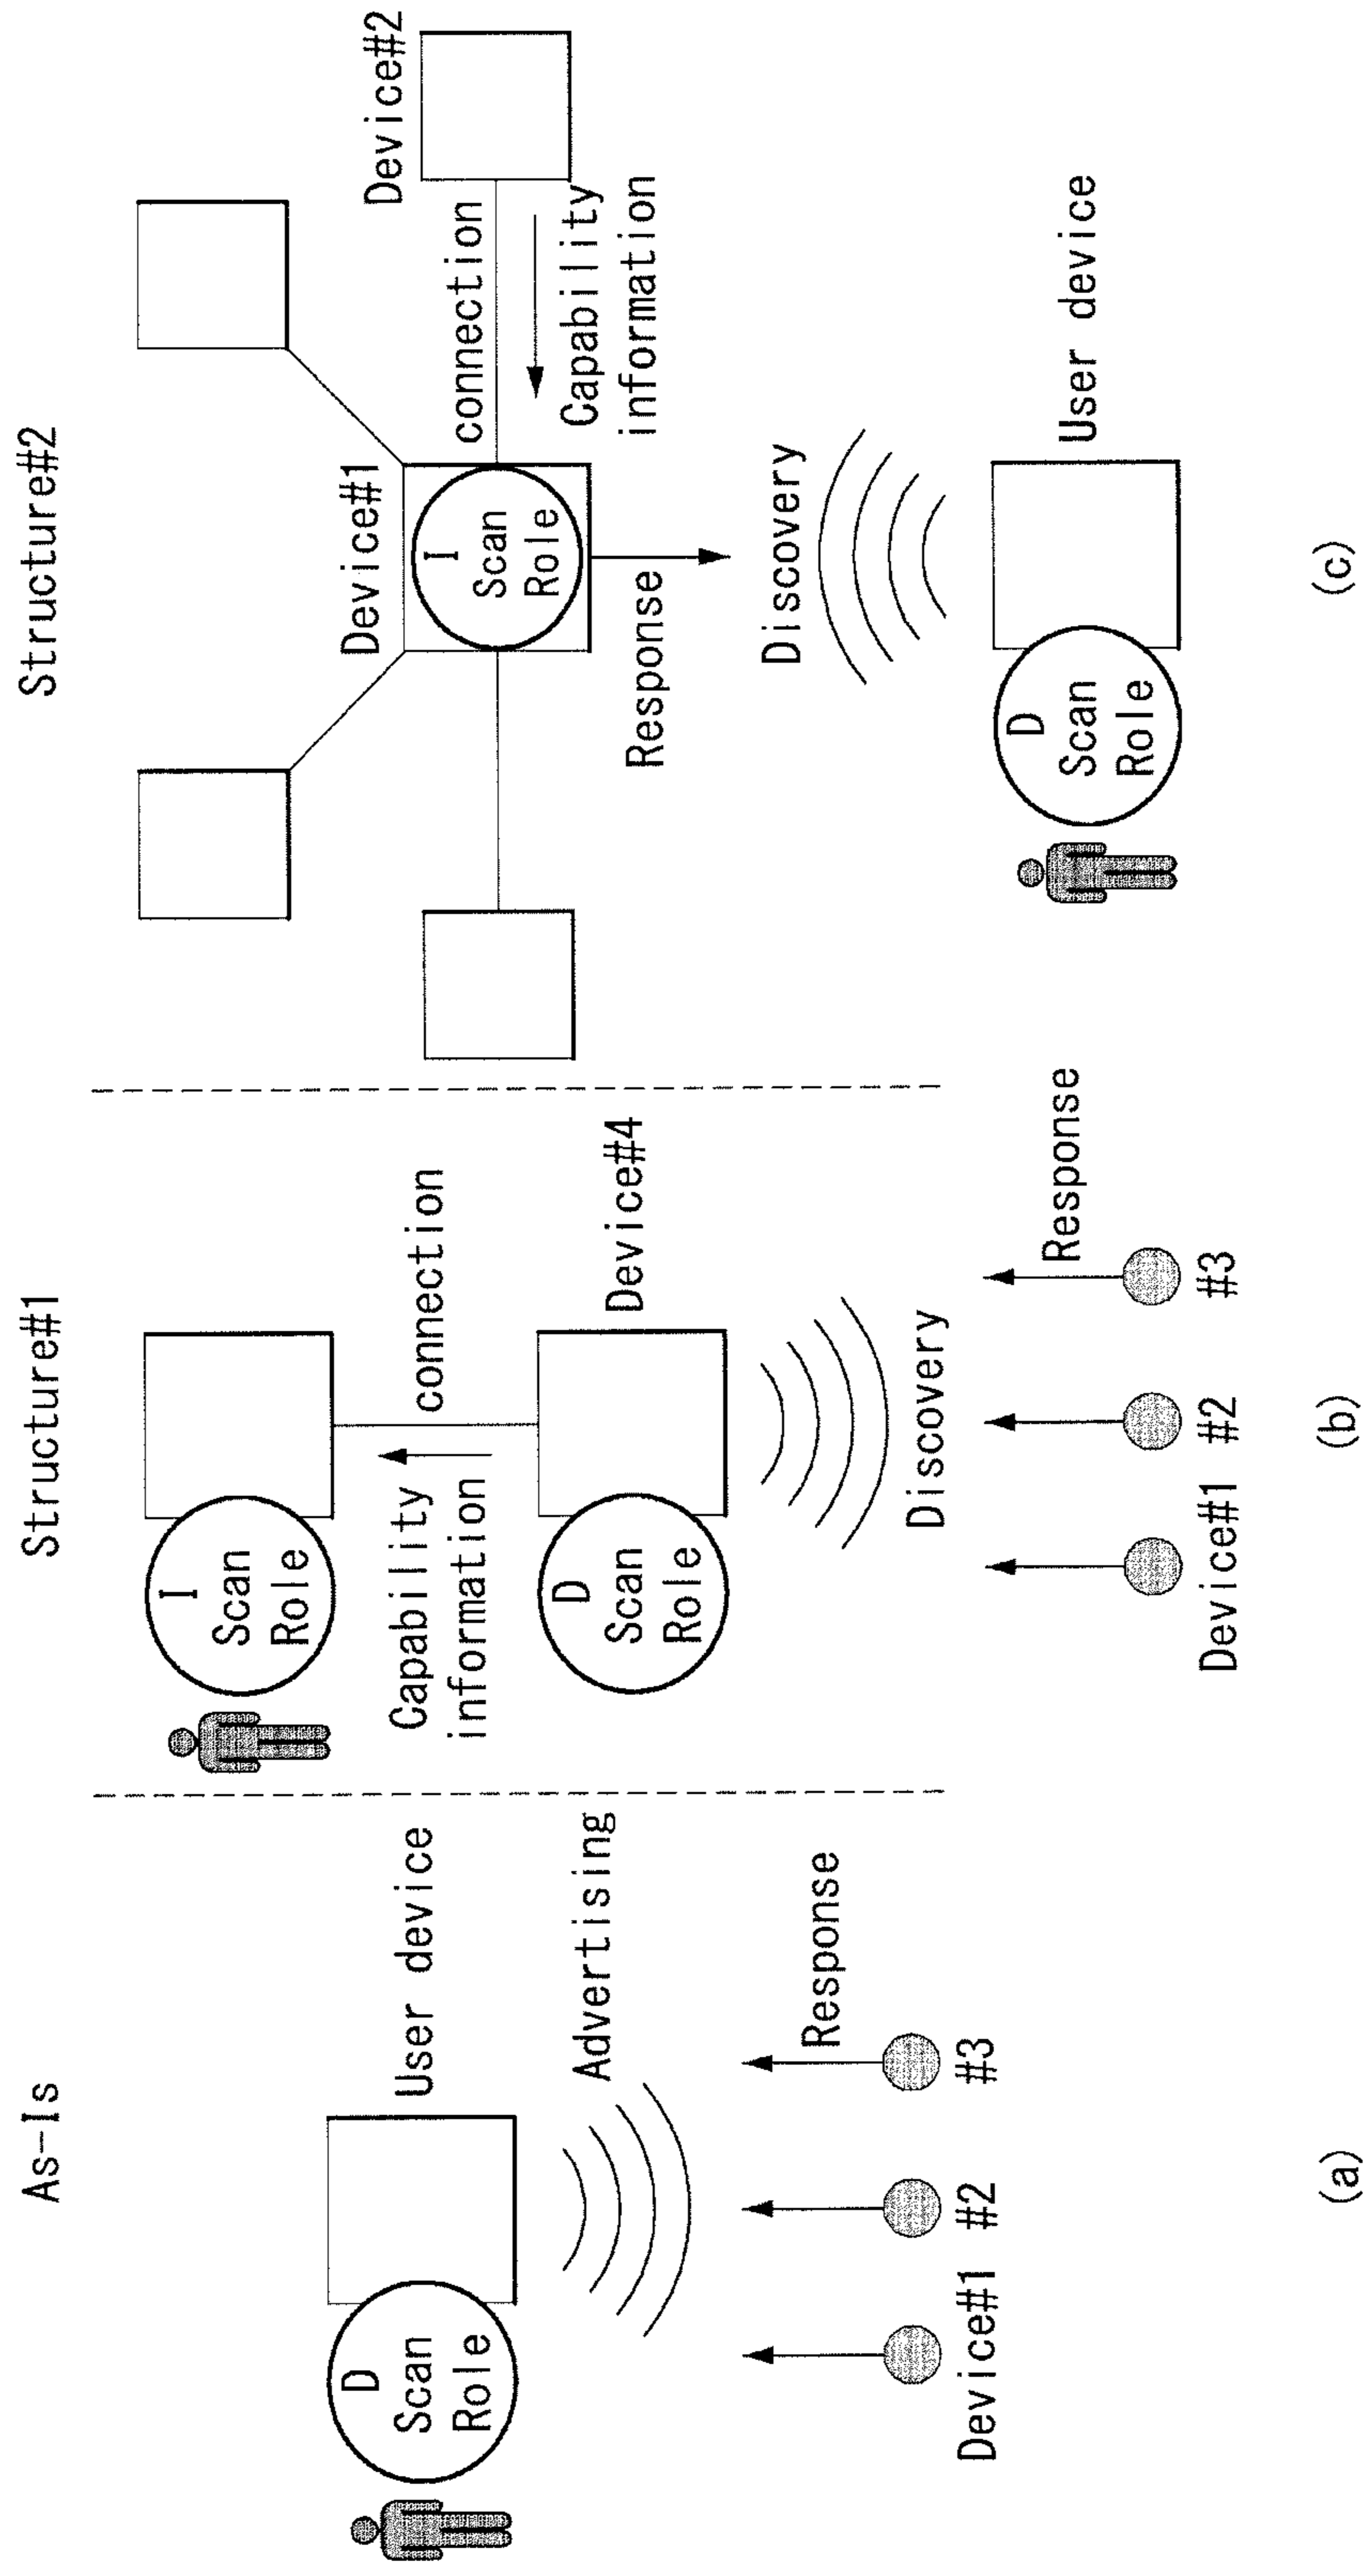 As-Is
User device
D
Scan
Role
Advertising
Response
Device#1
#2
#3
(a)
Structure#1
I
Scan
Role
connection
Capability
information
Device#4
D
Scan
Role
Discovery
Response
Device#1
#2
#3
(b)
Structure#2
Device#2
Device#1
connection
I
Scan
Role
Capability
information
Response
Discovery
User device
D
Scan
Role
(c)